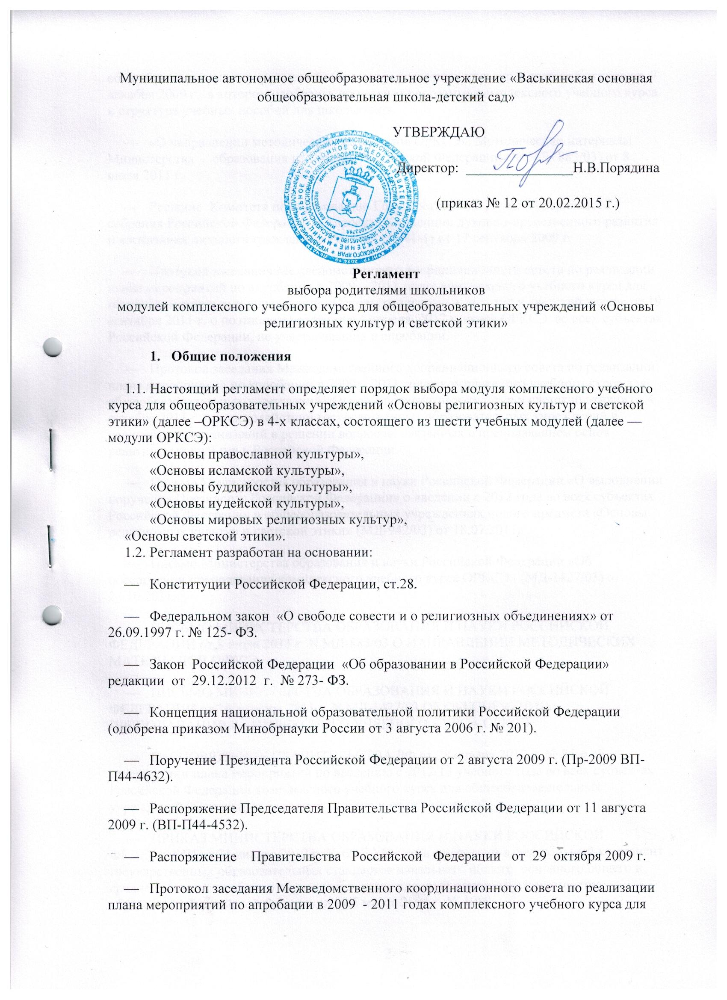 Муниципальное автономное общеобразовательное учреждение «Васькинская основная
общеобразовательная школа-детский сад»
УТВЕРЖДАЮ
Директор: _______________Н.В.Порядина
(приказ № 12 от 20.02.2015 г.)
Регламент
выбора родителями школьников
модулей комплексного учебного курса для общеобразовательных учреждений «Основы
религиозных культур и светской этики»
1. Общие положения
1.1. Настоящий регламент определяет порядок выбора модуля комплексного учебного
курса для общеобразовательных учреждений «Основы религиозных культур и светской
этики» (далее –ОРКСЭ) в 4-х классах, состоящего из шести учебных модулей (далее —
модули ОРКСЭ):
«Основы православной культуры»,
«Основы исламской культуры»,
«Основы буддийской культуры»,
«Основы иудейской культуры»,
«Основы мировых религиозных культур»,
«Основы светской этики».
1.2. Регламент разработан на основании:
— Конституции Российской Федерации, ст.28.
— Федеральном закон «О свободе совести и о религиозных объединениях» от
26.09.1997 г. № 125- ФЗ.
— Закон Российской Федерации «Об образовании в Российской Федерации»
редакции от 29.12.2012 г. № 273- ФЗ.
— Концепция национальной образовательной политики Российской Федерации
(одобрена приказом Минобрнауки России от 3 августа 2006 г. № 201).
— Поручение Президента Российской Федерации от 2 августа 2009 г. (Пр-2009 ВП-
П44-4632).
— Распоряжение Председателя Правительства Российской Федерации от 11 августа
2009 г. (ВП-П44-4532).
— Распоряжение Правительства Российской Федерации от 29 октября 2009 г.
— Протокол заседания Межведомственного координационного совета по реализации
плана мероприятий по апробации в 2009 - 2011 годах комплексного учебного курса для